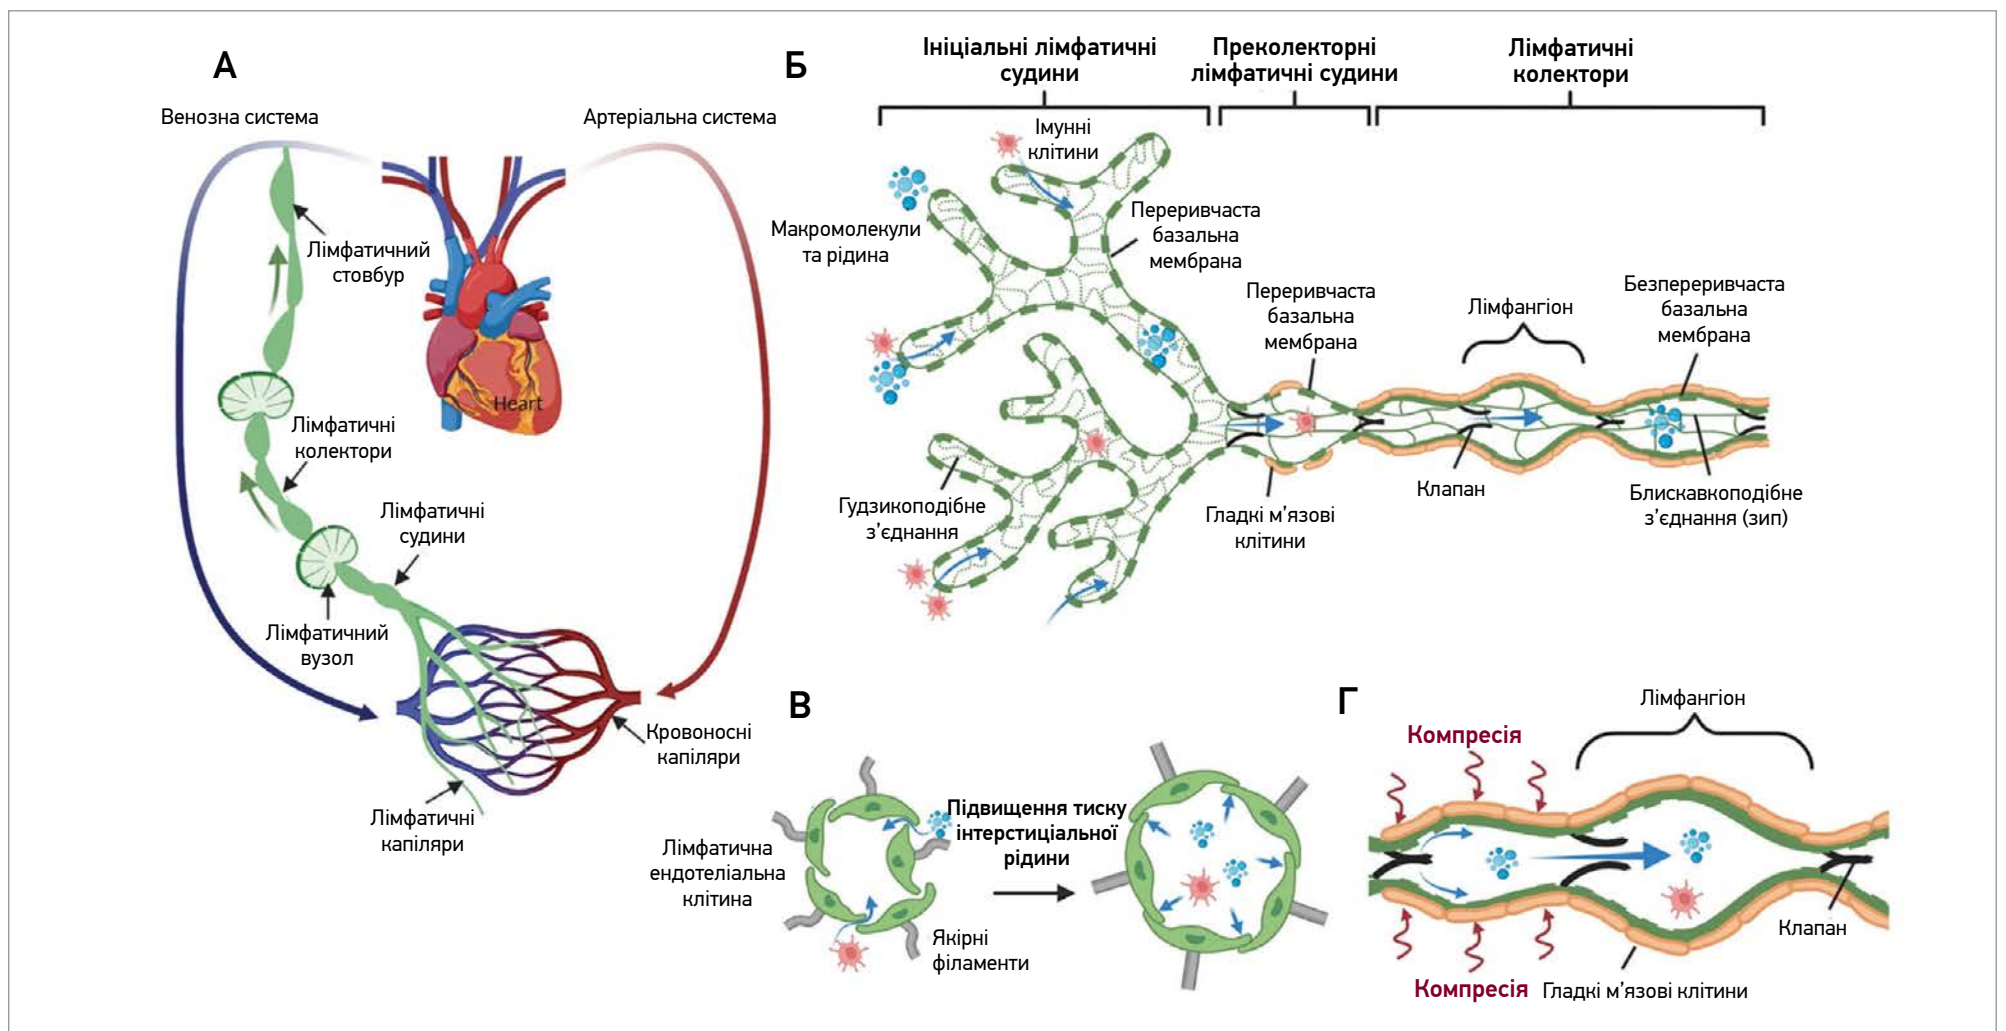 А
Венозна система
Артеріальна система
Лімфатичний
стовбур
Heart
Лімфатичні
колектори
Лімфатичні
судини
Лімфатичний
вузол
Кровоносні
капіляри
Лімфатичні
капіляри
Б
Ініціальні лімфатичні
судини
Преколекторні
лімфатичні судини
Лімфатичні
колектори
Імунні
клітини
Макромолекули
та рідина
Переривчаста
базальна
мембрана
Переривчаста
базальна
мембрана
Лімфангіон
Безпереривчаста
базальна
мембрана
Гудзикоподібне
з’єднання
Гладкі м’язові
клітини
Клапан
Блискавкоподібне
з’єднання (зип)
В
Лімфатична
ендотеліальна
клітина
Підвищення тиску
інтерстиціальної
рідини
Якірні
філаменти
Г
Лімфангіон
Компресія
Клапан
Компресія
Гладкі м’язові клітини